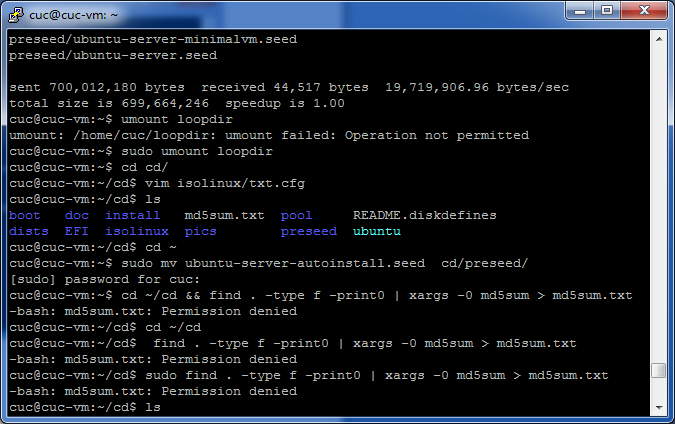 cuc@cuc-vm: ~
preseed/ubuntu-server-minimalvm.seed
preseed/ubuntu-server.seed
sent 700,012,180 bytes  received 44,517 bytes  19,719,906.96 bytes/sec
total size is 699,664,246  speedup is 1.00
cuc@cuc-vm:~$ umount loopdir
umount: /home/cuc/loopdir: umount failed: Operation not permitted
cuc@cuc-vm:~$ sudo umount loopdir
cuc@cuc-vm:~$ cd cd/
cuc@cuc-vm:~/cd$ vim isolinux/txt.cfg
cuc@cuc-vm:~/cd$ ls
boot   doc  install   md5sum.txt  pool     README.diskdefines
dists  EFI  isolinux  pics        preseed  ubuntu
cuc@cuc-vm:~/cd$ cd ~
cuc@cuc-vm:~$ sudo mv ubuntu-server-autoinstall.seed  cd/preseed/
[sudo] password for cuc:
cuc@cuc-vm:~$ cd ~/cd && find . -type f -print0 | xargs -0 md5sum > md5sum.txt
-bash: md5sum.txt: Permission denied
cuc@cuc-vm:~/cd$ cd ~/cd
cuc@cuc-vm:~/cd$  find . -type f -print0 | xargs -0 md5sum > md5sum.txt
-bash: md5sum.txt: Permission denied
cuc@cuc-vm:~/cd$ sudo find . -type f -print0 | xargs -0 md5sum > md5sum.txt
-bash: md5sum.txt: Permission denied
cuc@cuc-vm:~/cd$ ls